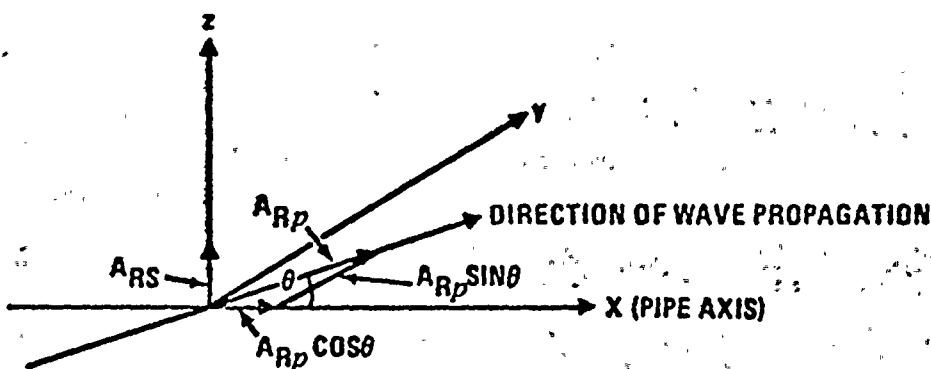 Z
Y
A_Rp
DIRECTION OF WAVE PROPAGATION
A_RS
θ
A_Rp SINθ
X (PIPE AXIS)
A_Rp COSθ